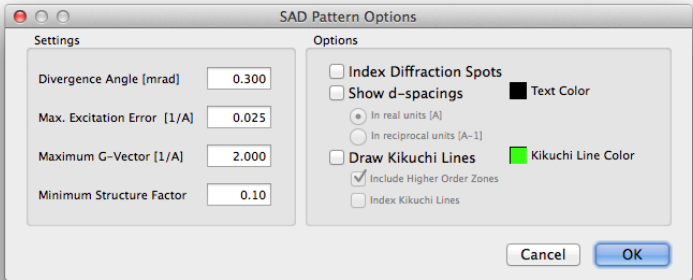 SAD Pattern Options
Settings
Divergence Angle [mrad] 0.300
Max. Excitation Error [1/A] 0.025
Maximum G-Vector [1/A] 2.000
Minimum Structure Factor 0.10
Options
Index Diffraction Spots
Show d-spacings Text Color
In real units [A]
In reciprocal units [A-1]
Draw Kikuchi Lines Kikuchi Line Color
Include Higher Order Zones
Index Kikuchi Lines
Cancel OK